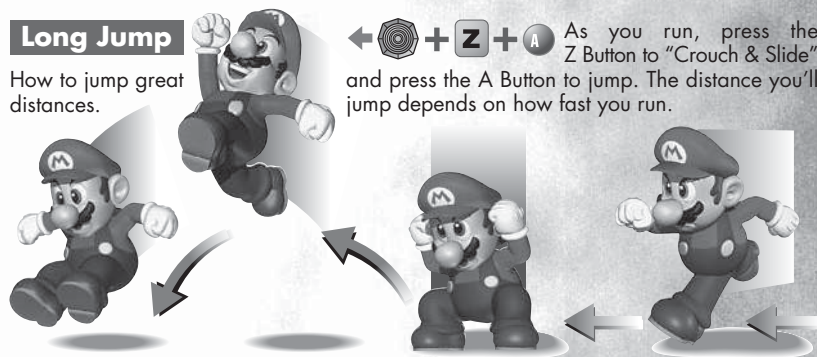 Long Jump
How to jump great
distances.
+ Z + A
As you run, press the
Z Button to “Crouch & Slide”
and press the A Button to jump. The distance you’ll
jump depends on how fast you run.
M
M
M